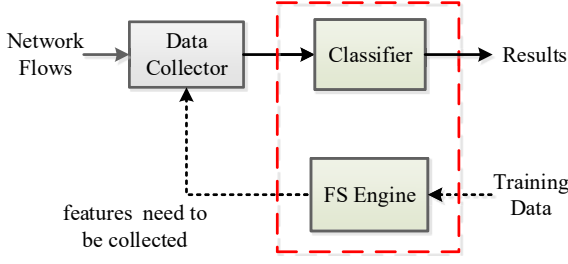 Network
Flows
Data
Collector
Classifier
Results
FS Engine
Training
Data
features need to
be collected